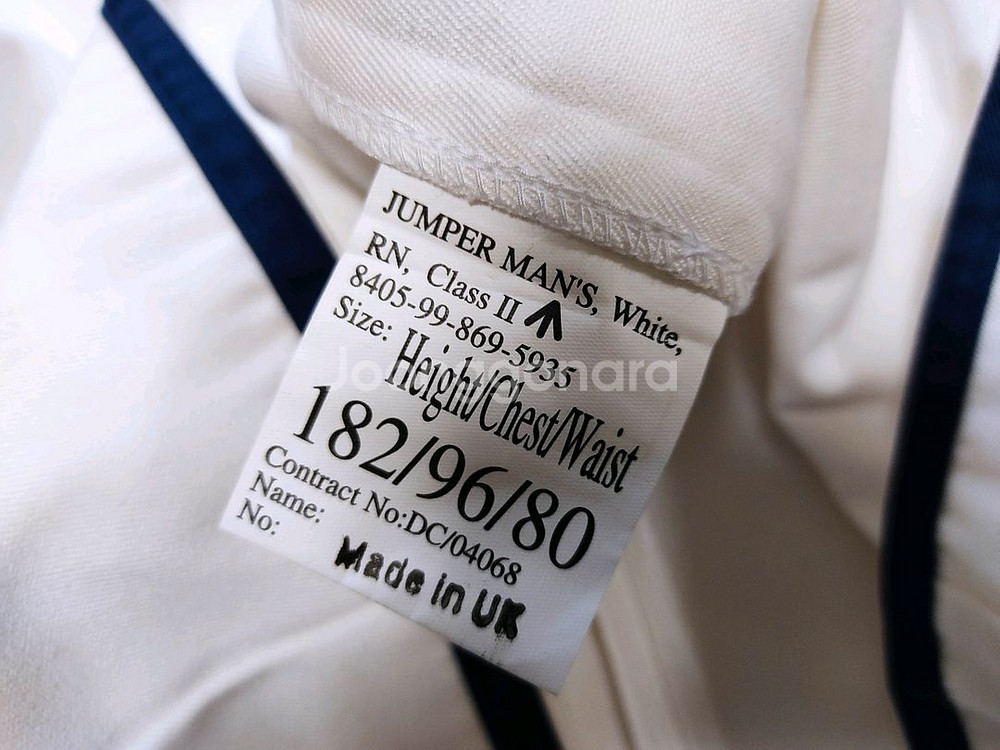 JUMPER MAN'S, White,
RN, Class II
8405-99-869-5935
Size: Height/Chest/Waist
182/96/80
Contract No:DC/04068
Name:
No:
Made in UK